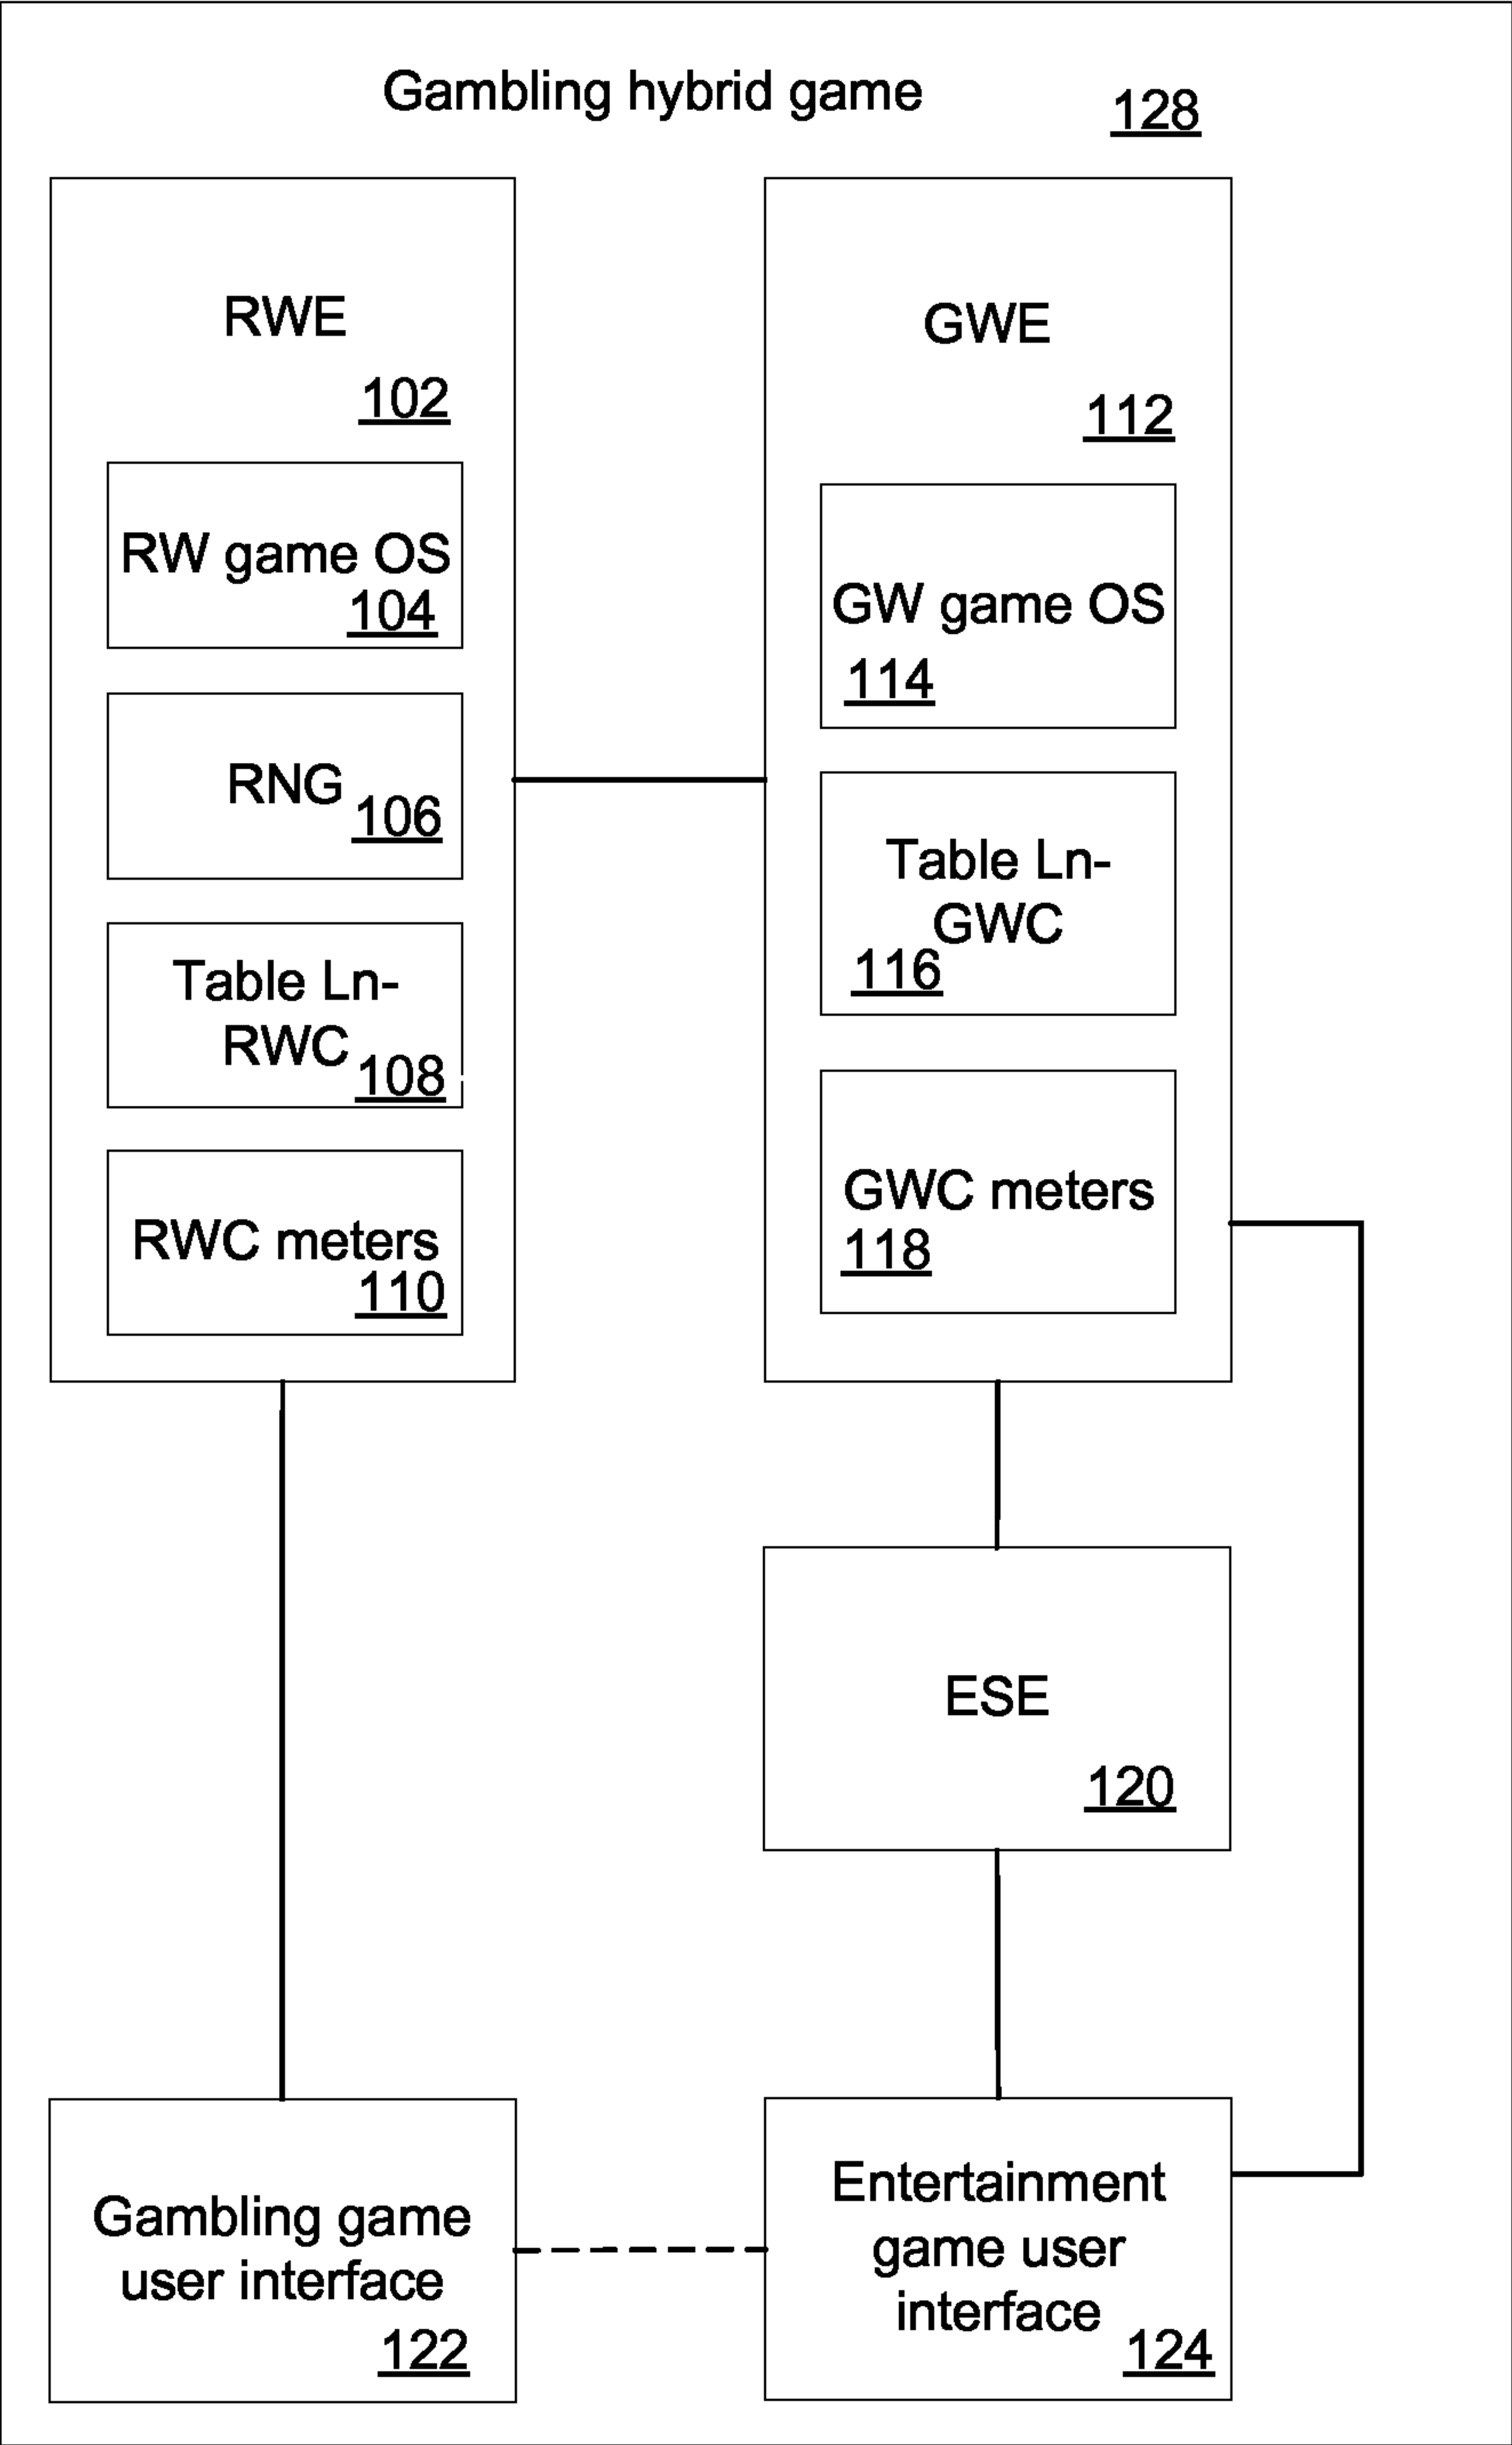 Gambling hybrid game
128
RWE
102
RW game OS
104
RNG
106
Table Ln-
RWC
108
RWC meters
110
GWE
112
GW game OS
114
Table Ln-
GWC
116
GWC meters
118
ESE
120
Gambling game
user interface
122
Entertainment
game user
interface
124